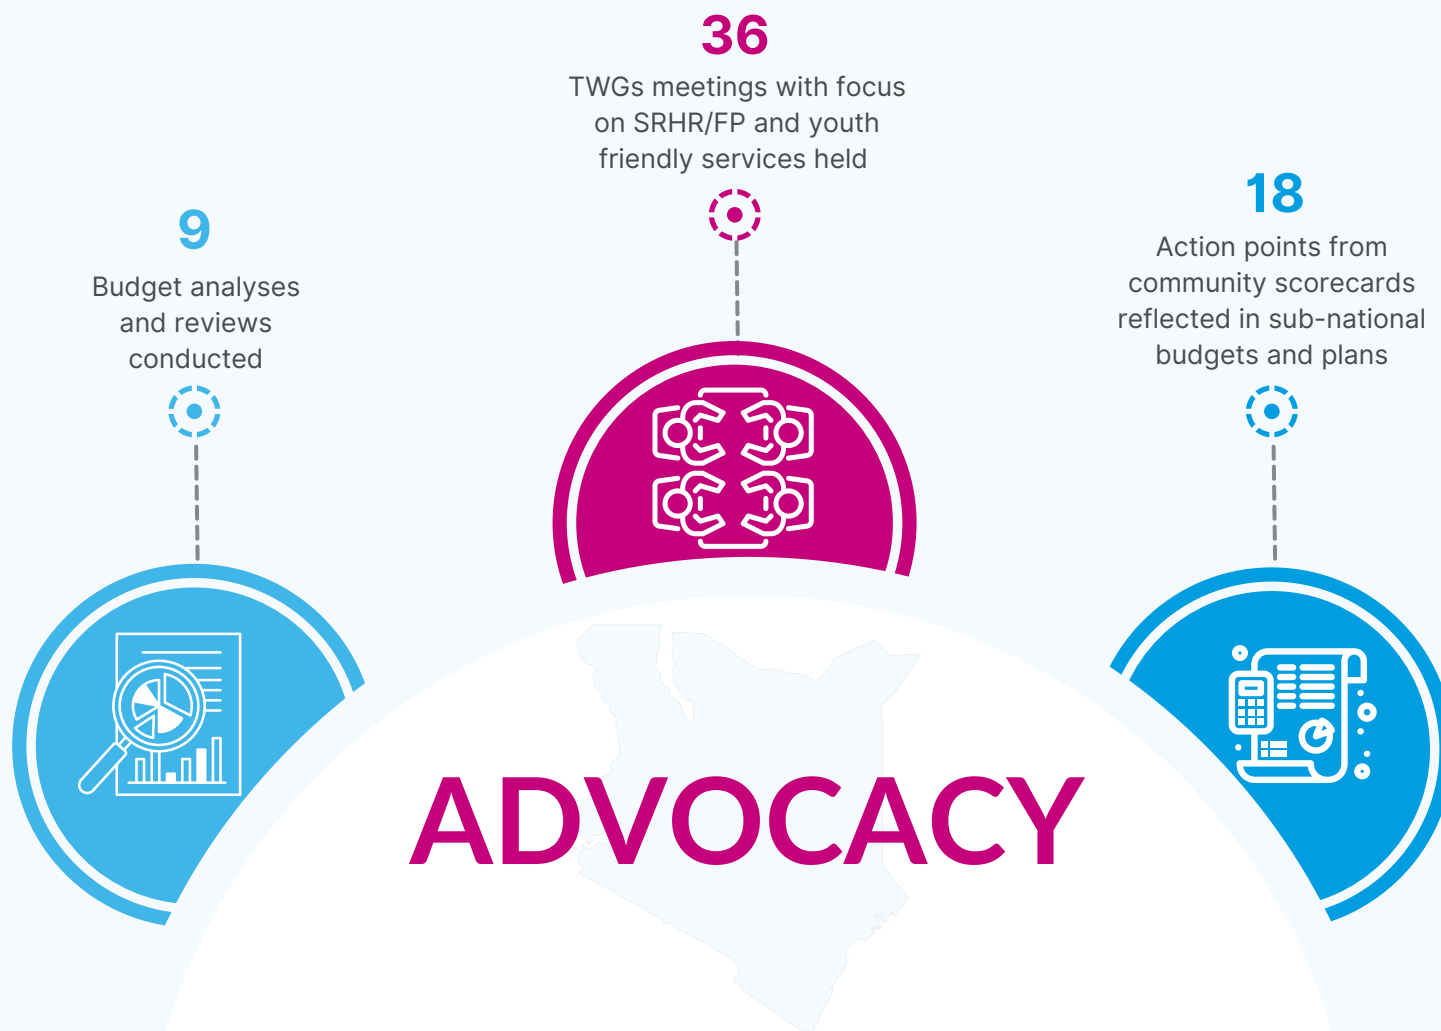 36
TWGs meetings with focus
on SRHR/FP and youth
friendly services held
9
Budget analyses
and reviews
conducted
18
Action points from
community scorecards
reflected in sub-national
budgets and plans
ADVOCACY